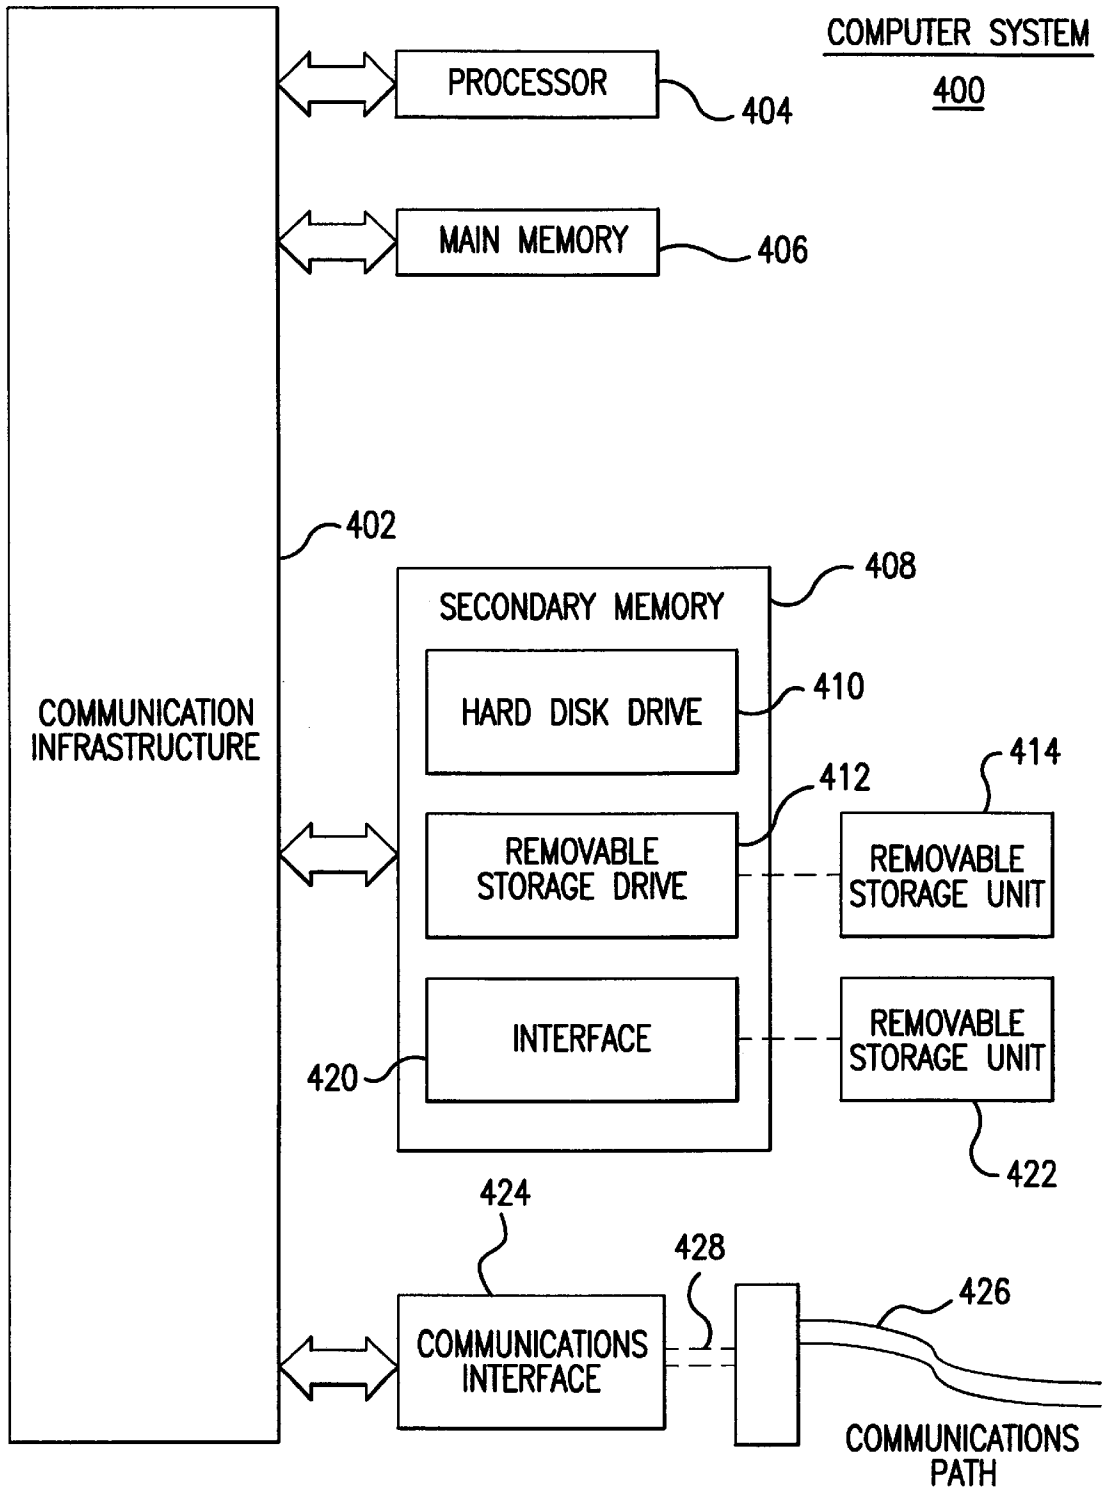 COMPUTER SYSTEM
400
PROCESSOR
404
MAIN MEMORY
406
402
408
SECONDARY MEMORY
HARD DISK DRIVE
410
COMMUNICATION
INFRASTRUCTURE
412
414
REMOVABLE
STORAGE DRIVE
REMOVABLE
STORAGE UNIT
INTERFACE
420
REMOVABLE
STORAGE UNIT
422
424
428
426
COMMUNICATIONS
INTERFACE
COMMUNICATIONS
PATH